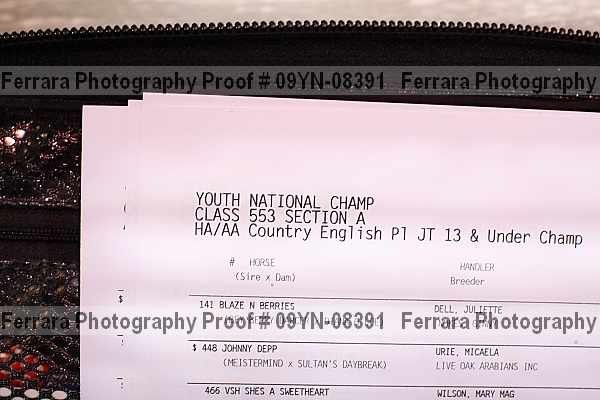 Ferrara Photography Proof # 09YN-08391 Ferrara Photography
YOUTH NATIONAL CHAMP
CLASS 553 SECTION A
HA/AA Country English Pl JT 13 & Under Champ
# HORSE HANDLER
(Sire x Dam) Breeder
$
141 BLAZE N BERRIES DELL, JULIETTE
Ferrara Photography Proof # 09YN-08391 Ferrara Photography
$ 448 JOHNNY DEPP URIE, MICAELA
(MEISTERMIND x SULTAN'S DAYBREAK) LIVE OAK ARABIANS INC
466 VSH SHES A SWEETHEART WILSON, MARY MAG